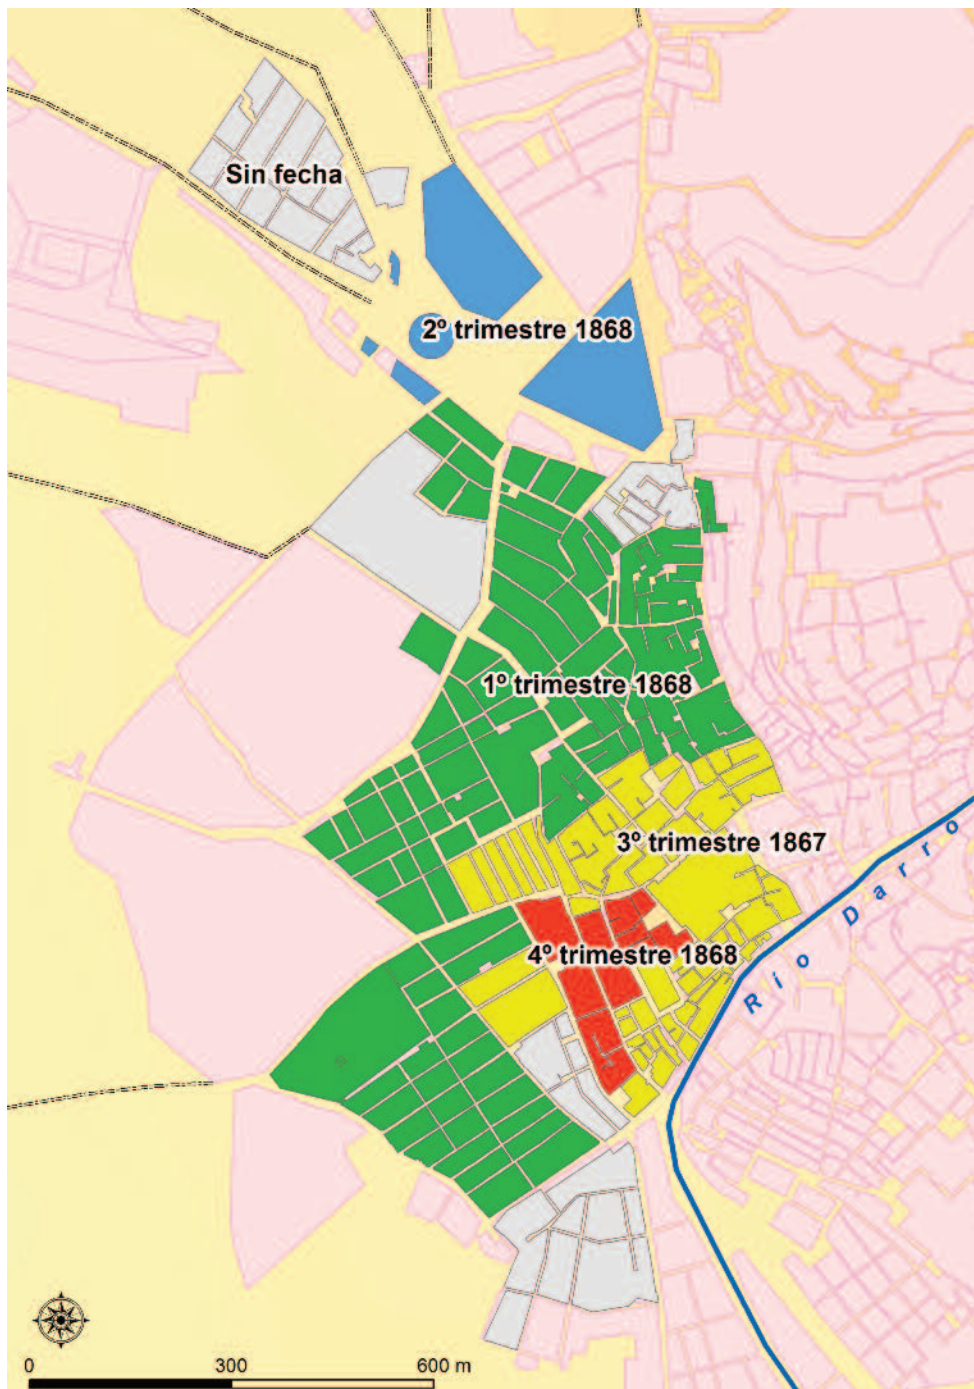 Sin fecha
2º trimestre 1868
1º trimestre 1868
3º trimestre 1867
4º trimestre 1868
Río Darro
0 300 600 m